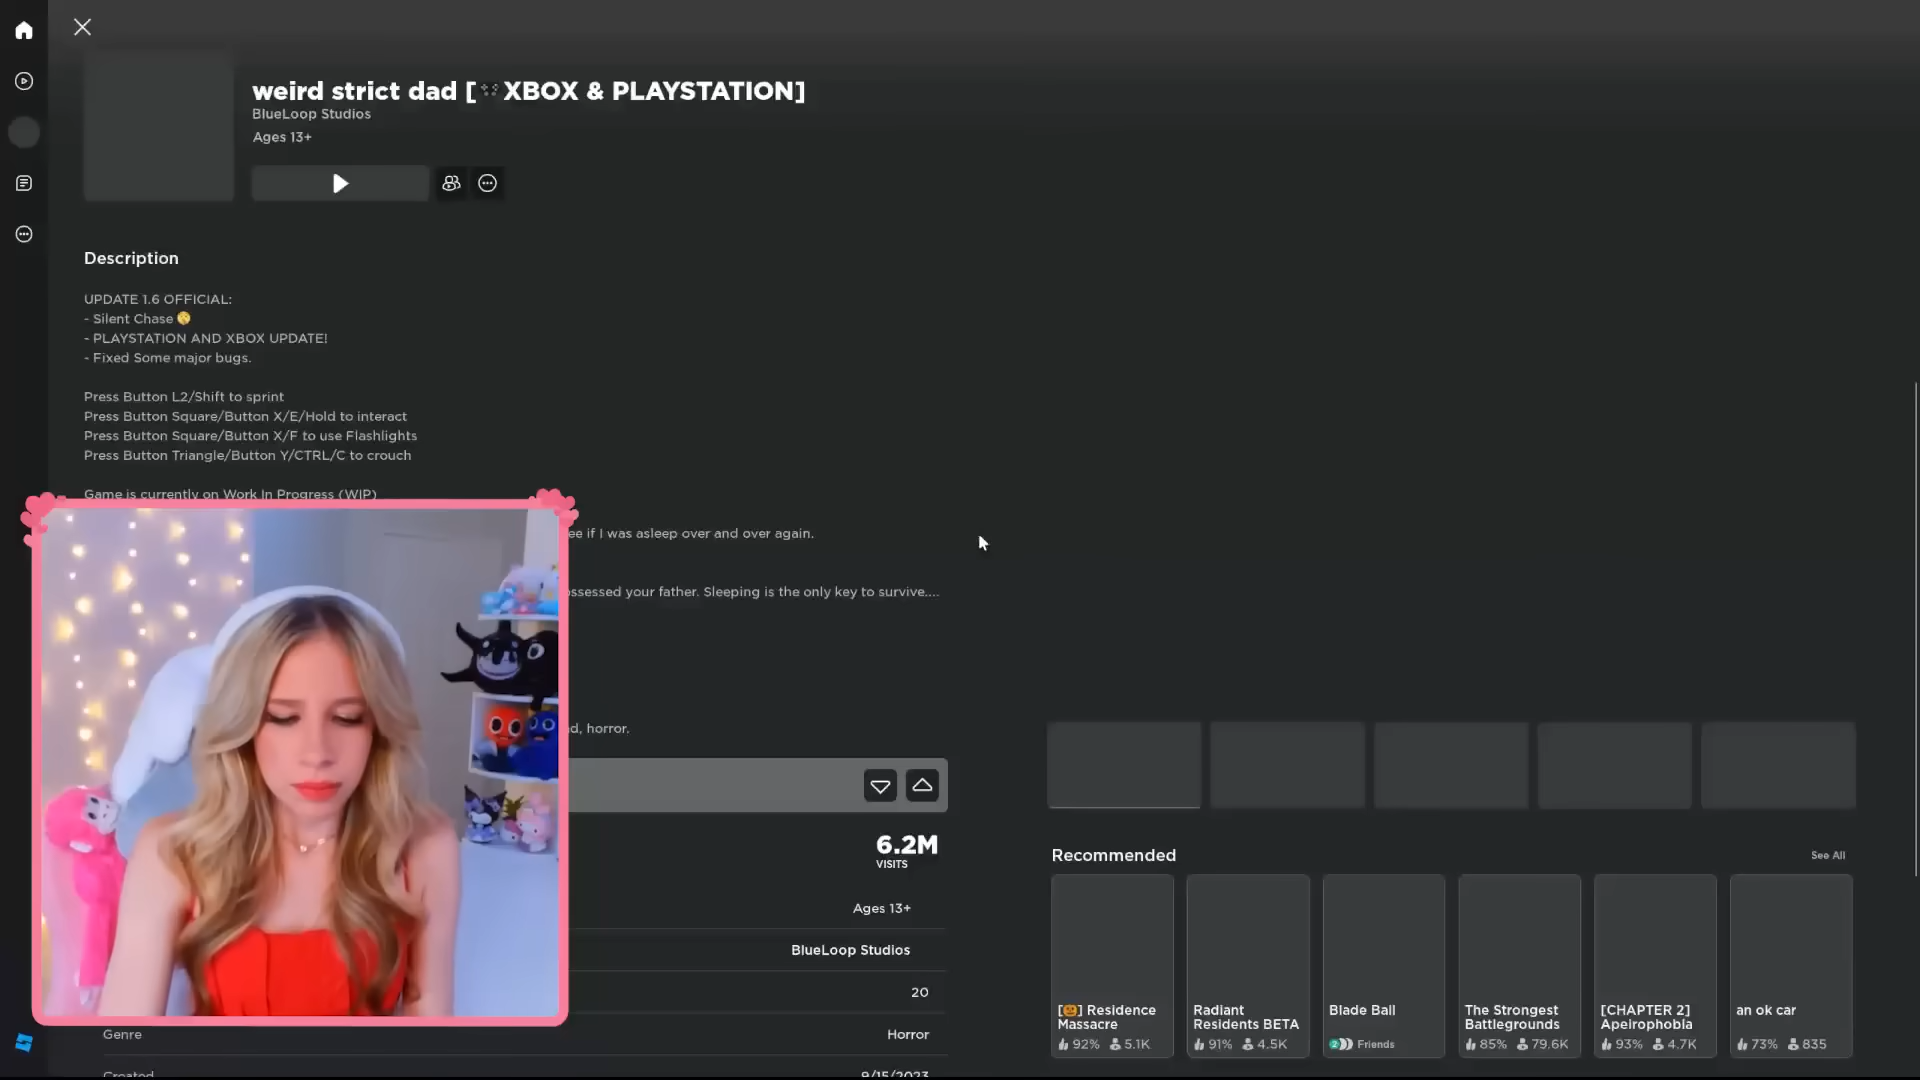 weird strict dad [🎮XBOX & PLAYSTATION]
BlueLoop Studios
Ages 13+
Description
UPDATE 1.6 OFFICIAL:
- Silent Chase 🤫
- PLAYSTATION AND XBOX UPDATE!
- Fixed Some major bugs.
Press Button L2/Shift to sprint
Press Button Square/Button X/E/Hold to interact
Press Button Square/Button X/F to use Flashlights
Press Button Triangle/Button Y/CTRL/C to crouch
Game is currently on Work In Progress (WIP)
if I was asleep over and over again.
your father. Sleeping is the only key to survive....
horror.
6.2M
VISITS
Ages 13+
BlueLoop Studios
20
Genre
Horror
Created
9/15/2023
Recommended
See All
[🎃] Residence
Massacre
92% 5.1K
Radiant
Residents BETA
91% 4.5K
Blade Ball
2 Friends
The Strongest
Battlegrounds
85% 79.6K
[CHAPTER 2]
Apeirophobia
93% 4.7K
an ok car
73% 835